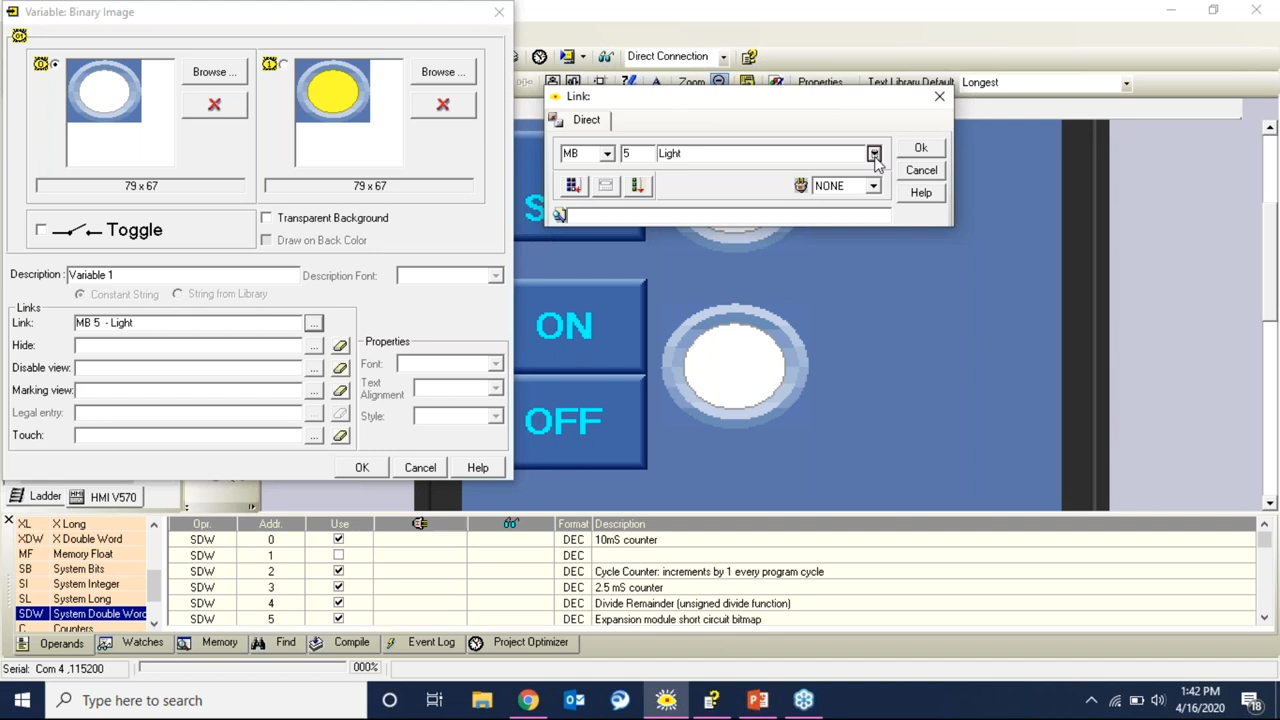 Variable: Binary Image
Browse ...
Browse ...
79 x 67
79 x 67
Toggle
Transparent Background
Draw on Back Color
Description :
Variable 1
Description Font:
Constant String
String from Library
Links
Link:
MB 5 - Light
...
Hide:
...
Disable view:
...
Marking view:
...
Legal entry:
...
Touch:
...
Properties
Font:
Text
Alignment
Style:
OK
Cancel
Help
Direct Connection
Zoom
Properties
Text Library Default
Longest
Link:
Direct
MB
5
Light
NONE
Ok
Cancel
Help
S
ON
OFF
Ladder
HMI V570
XL X Long
XDW X Double Word
MF Memory Float
SB System Bits
SI System Integer
SL System Long
SDW System Double Word
C Counters
Opr. Addr. Use Format Description
SDW 0 DEC 10mS counter
SDW 1 DEC
SDW 2 DEC Cycle Counter: increments by 1 every program cycle
SDW 3 DEC 2.5 mS counter
SDW 4 DEC Divide Remainder (unsigned divide function)
SDW 5 DEC Expansion module short circuit bitmap
Operands
Watches
Memory
Find
Compile
Event Log
Project Optimizer
Serial: Com 4 ,115200
000%
Type here to search
1:42 PM
4/16/2020
18